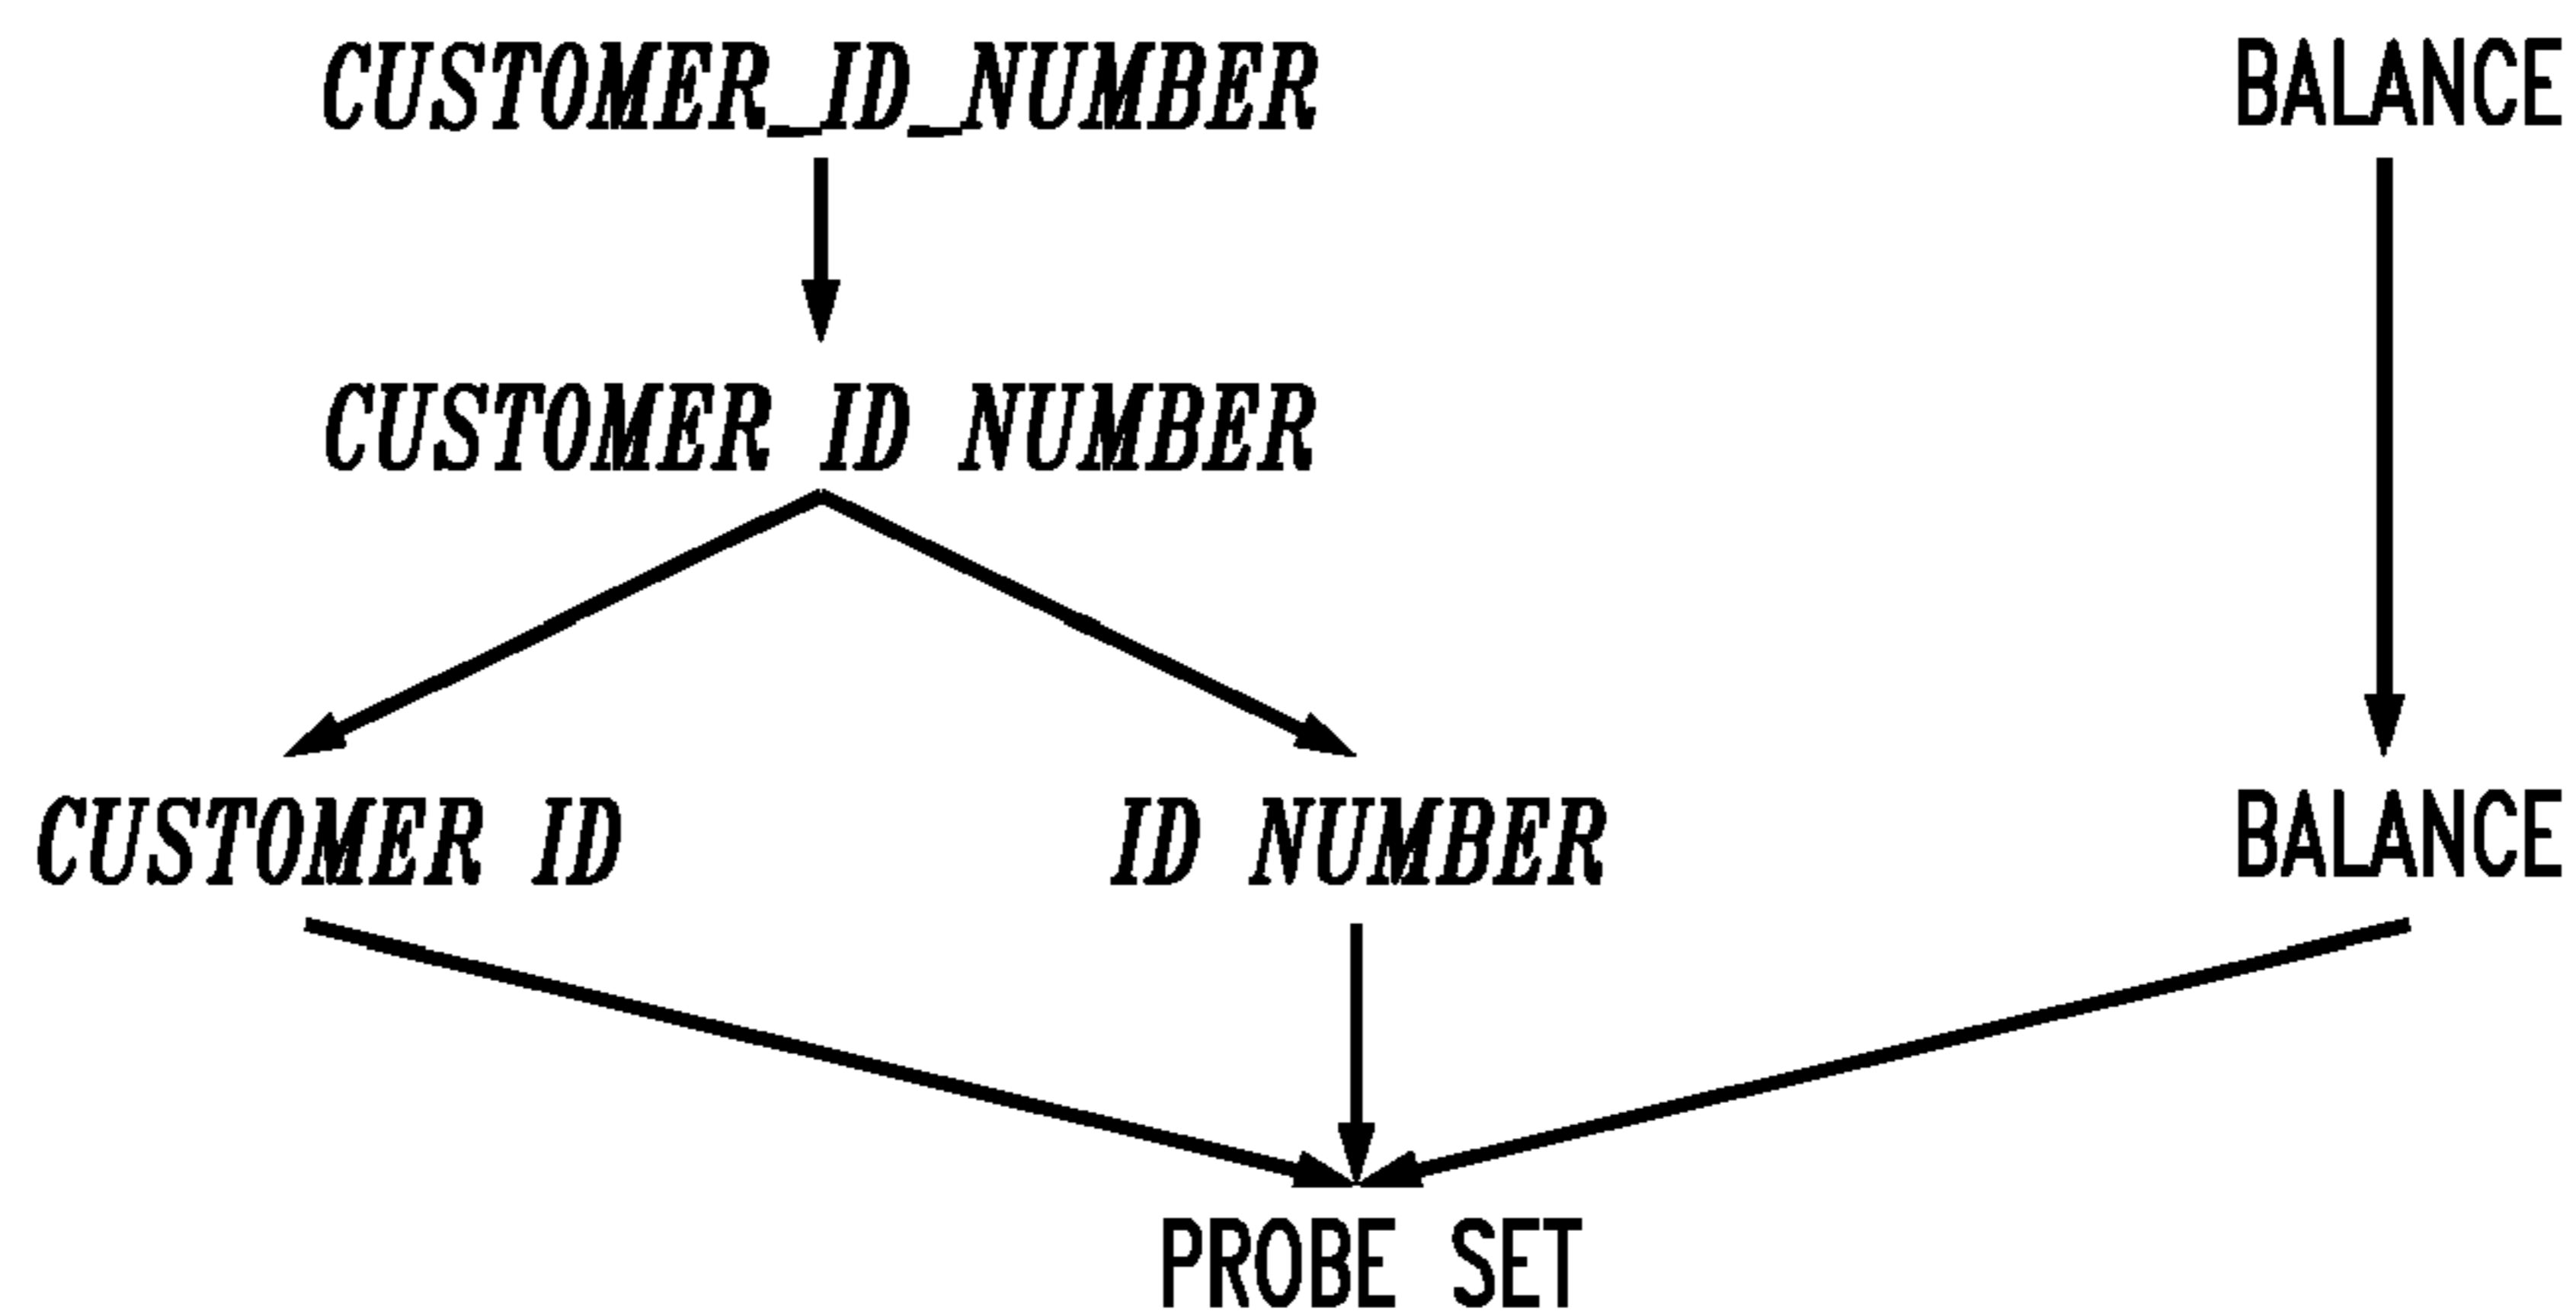 CUSTOMER_ID_NUMBER BALANCE
CUSTOMER ID NUMBER
CUSTOMER ID ID NUMBER BALANCE
PROBE SET